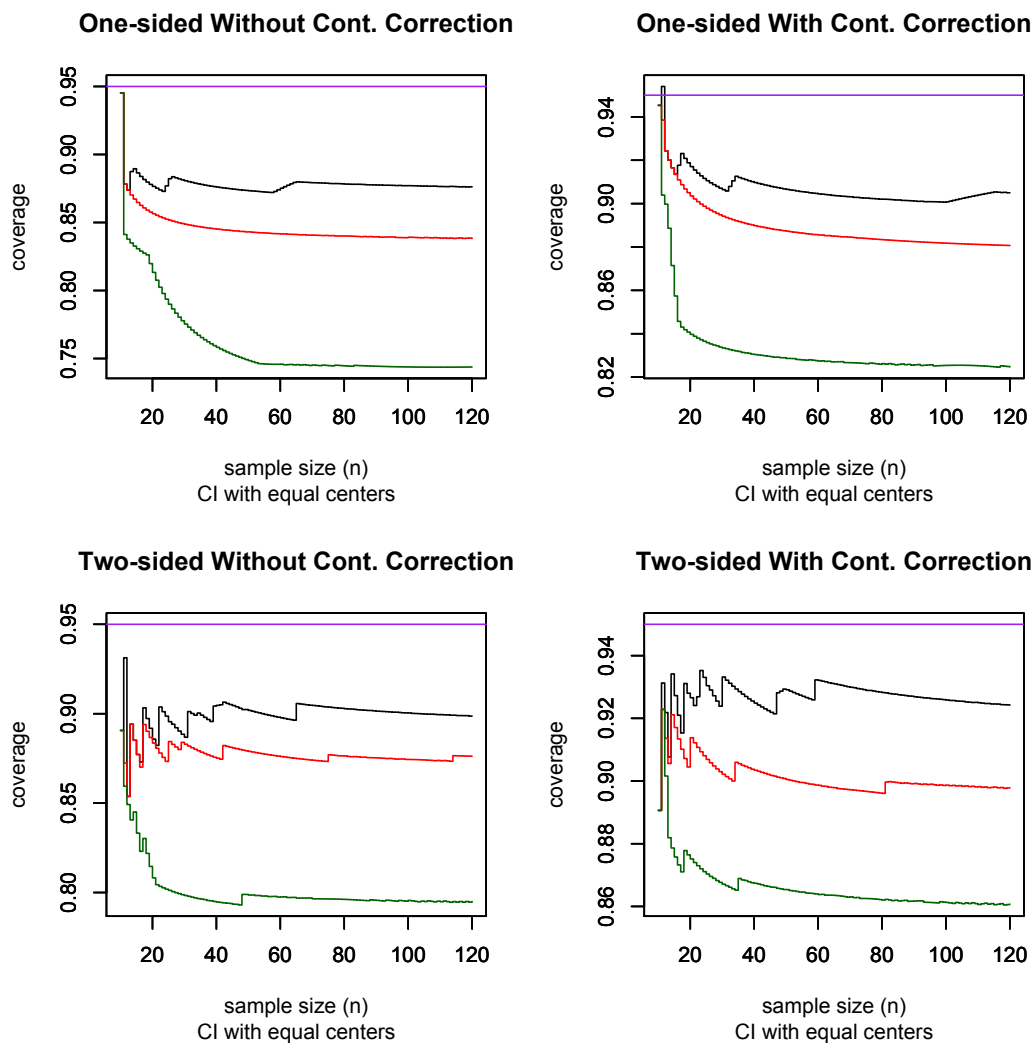 One-sided Without Cont. Correction
0.95
0.90
0.85
0.80
0.75
coverage
20 40 60 80 100 120
sample size (n)
CI with equal centers
One-sided With Cont. Correction
0.94
0.90
0.86
0.82
coverage
20 40 60 80 100 120
sample size (n)
CI with equal centers
Two-sided Without Cont. Correction
0.95
0.90
0.85
0.80
coverage
20 40 60 80 100 120
sample size (n)
CI with equal centers
Two-sided With Cont. Correction
0.94
0.92
0.90
0.88
0.86
coverage
20 40 60 80 100 120
sample size (n)
CI with equal centers